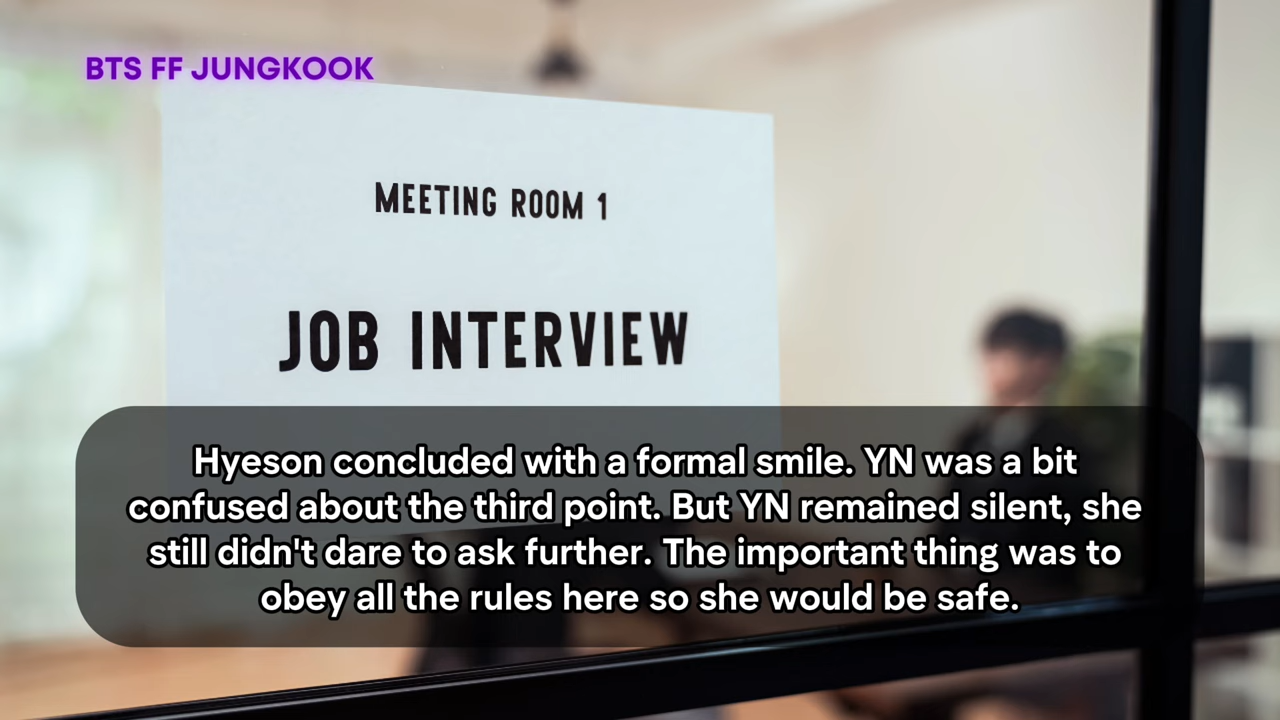 BTS FF JUNGKOOK
MEETING ROOM 1
JOB INTERVIEW
Hyeson concluded with a formal smile. YN was a bit
confused about the third point. But YN remained silent, she
still didn't dare to ask further. The important thing was to
obey all the rules here so she would be safe.